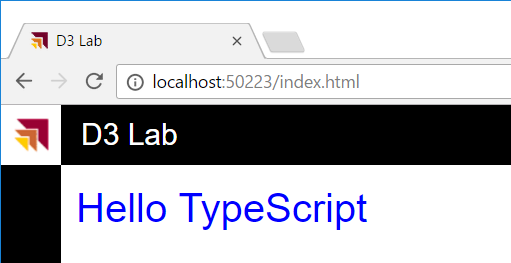 D3 Lab
localhost:50223/index.html
D3 Lab
Hello TypeScript